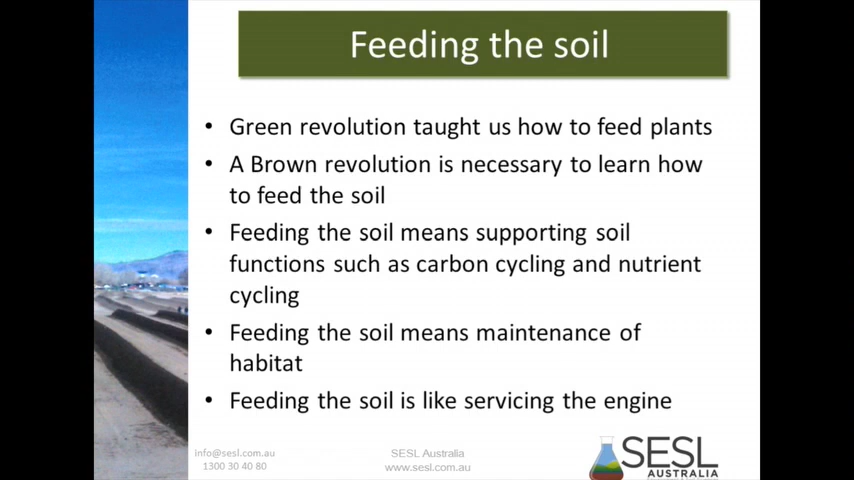 Feeding the soil
• Green revolution taught us how to feed plants
• A Brown revolution is necessary to learn how
to feed the soil
• Feeding the soil means supporting soil
functions such as carbon cycling and nutrient
cycling
• Feeding the soil means maintenance of
habitat
• Feeding the soil is like servicing the engine
info@sesl.com.au
1300 30 40 80
SESL Australia
www.sesl.com.au
SESL
AUSTRALIA